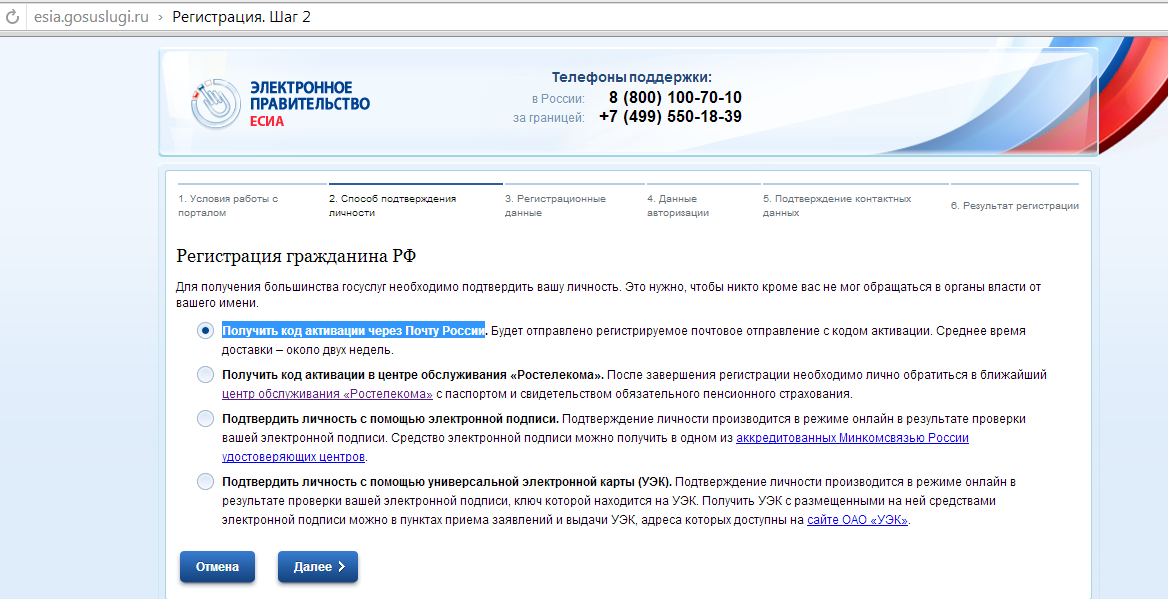 esia.gosuslugi.ru › Регистрация. Шаг 2
ЭЛЕКТРОННОЕ
ПРАВИТЕЛЬСТВО
ЕСИА
Телефоны поддержки:
в России: 8 (800) 100-70-10
за границей: +7 (499) 550-18-39
1. Условия работы с
порталом
2. Способ подтверждения
личности
3. Регистрационные
данные
4. Данные
авторизации
5. Подтверждение контактных
данных
6. Результат регистрации
Регистрация гражданина РФ
Для получения большинства госуслуг необходимо подтвердить вашу личность. Это нужно, чтобы никто кроме вас не мог обращаться в органы власти от
вашего имени.
Получить код активации через Почту России. Будет отправлено регистрируемое почтовое отправление с кодом активации. Среднее время
доставки – около двух недель.
Получить код активации в центре обслуживания «Ростелекома». После завершения регистрации необходимо лично обратиться в ближайший
центр обслуживания «Ростелекома» с паспортом и свидетельством обязательного пенсионного страхования.
Подтвердить личность с помощью электронной подписи. Подтверждение личности производится в режиме онлайн в результате проверки
вашей электронной подписи. Средство электронной подписи можно получить в одном из аккредитованных Минкомсвязью России
удостоверяющих центров.
Подтвердить личность с помощью универсальной электронной карты (УЭК). Подтверждение личности производится в режиме онлайн в
результате проверки вашей электронной подписи, ключ которой находится на УЭК. Получить УЭК с размещенными на ней средствами
электронной подписи можно в пунктах приема заявлений и выдачи УЭК, адреса которых доступны на сайте ОАО «УЭК».
Отмена
Далее